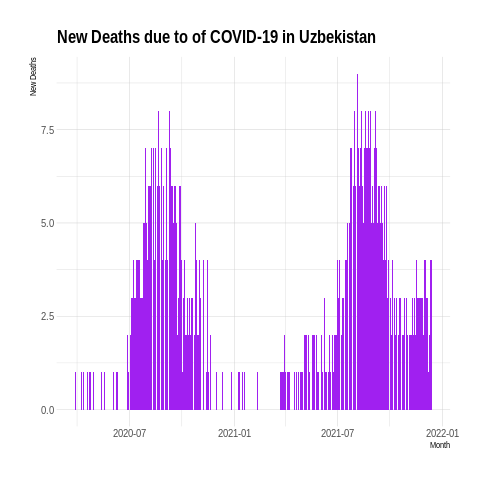 New Deaths due to of COVID-19 in Uzbekistan
New Deaths
7.5
5.0
2.5
0.0
2020-07
2021-01
2021-07
2022-01
Month